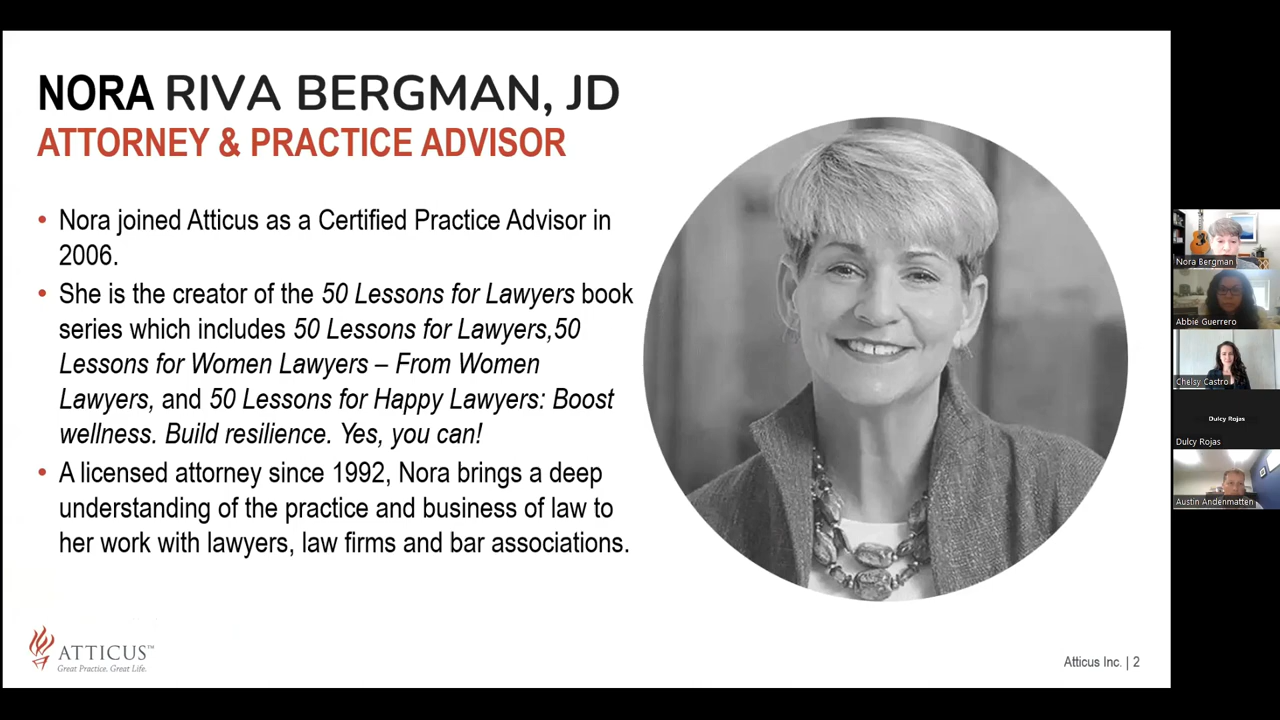 NORA RIVA BERGMAN, JD
ATTORNEY & PRACTICE ADVISOR
• Nora joined Atticus as a Certified Practice Advisor in
2006.
• She is the creator of the 50 Lessons for Lawyers book
series which includes 50 Lessons for Lawyers,50
Lessons for Women Lawyers – From Women
Lawyers, and 50 Lessons for Happy Lawyers: Boost
wellness. Build resilience. Yes, you can!
• A licensed attorney since 1992, Nora brings a deep
understanding of the practice and business of law to
her work with lawyers, law firms and bar associations.
ATTICUS™
Great Practice. Great Life.
Atticus Inc. | 2
Nora Bergman
Abbie Guerrero
Chelsy Castro
Dulcy Rojas
Dulcy Rojas
Austin Andenmatten